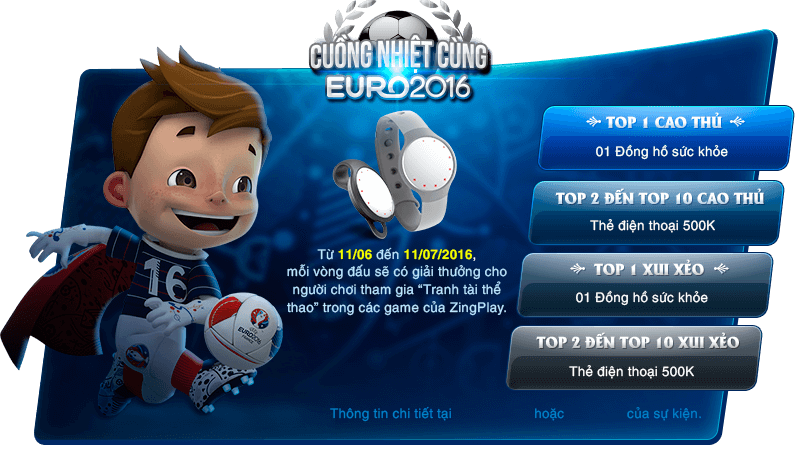 CUỒNG NHIỆT CÙNG
EURO2016
Từ 11/06 đến 11/07/2016,
mỗi vòng đấu sẽ có giải thưởng cho
người chơi tham gia “Tranh tài thể
thao” trong các game của ZingPlay.
TOP 1 CAO THỦ
01 Đồng hồ sức khỏe
TOP 2 ĐẾN TOP 10 CAO THỦ
Thẻ điện thoại 500K
TOP 1 XUI XẺO
01 Đồng hồ sức khỏe
TOP 2 ĐẾN TOP 10 XUI XẺO
Thẻ điện thoại 500K
16
EURO2016
Thông tin chi tiết tại hoặc của sự kiện.